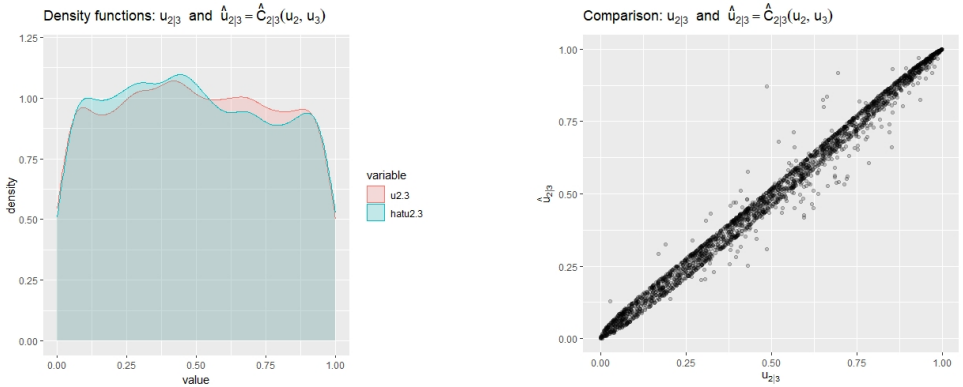 Density functions: u₂|₃ and û₂|₃ = Ĉ₂|₃(u₂, u₃)
1.25
1.00
0.75
0.50
0.25
0.00
density
0.00 0.25 0.50 0.75 1.00
value
variable
u2.3
hatu2.3
Comparison: u₂|₃ and û₂|₃ = Ĉ₂|₃(u₂, u₃)
1.00
0.75
0.50
0.25
0.00
û₂|₃
0.00 0.25 0.50 0.75 1.00
u₂|₃